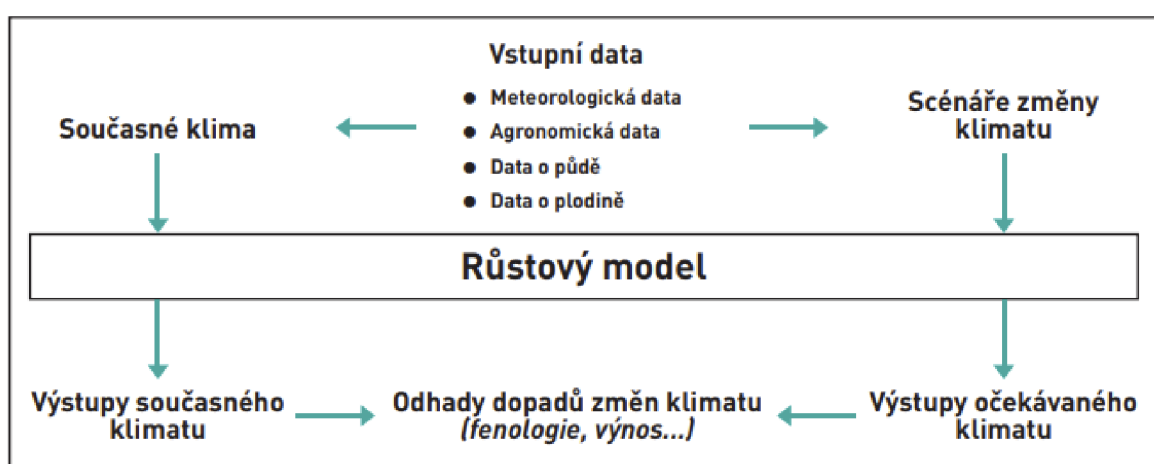 Vstupní data
● Meteorologická data
● Agronomická data
● Data o půdě
● Data o plodině
Současné klima
Scénáře změny
klimatu
Růstový model
Výstupy současného
klimatu
Odhady dopadů změn klimatu
(fenologie, výnos...)
Výstupy očekávaného
klimatu